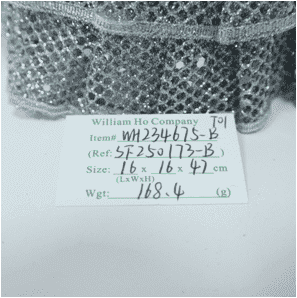 William Ho Company T01
Item# WH234675-B
(Ref: SF250173-B)
Size: 16 x 16 x 47 cm
(LxWxH)
Wgt: 168.4 (g)